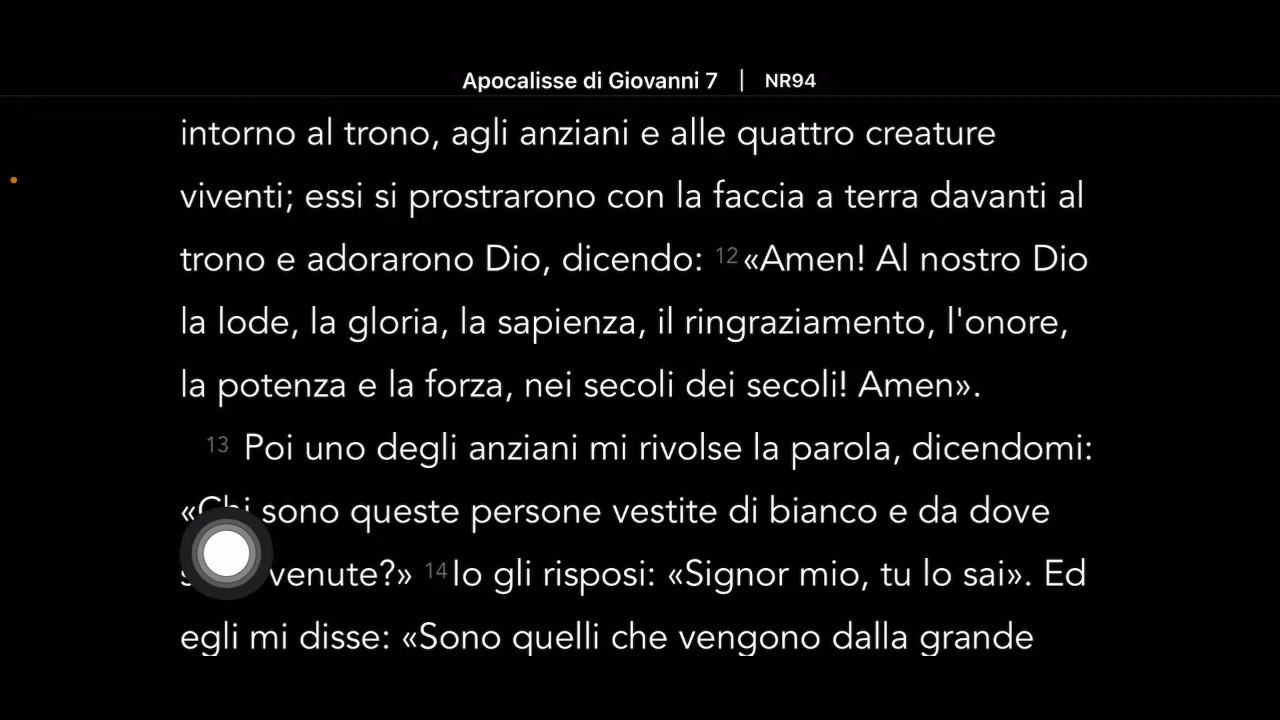 Apocalisse di Giovanni 7 | NR94
intorno al trono, agli anziani e alle quattro creature
viventi; essi si prostrarono con la faccia a terra davanti al
trono e adorarono Dio, dicendo: 12 «Amen! Al nostro Dio
la lode, la gloria, la sapienza, il ringraziamento, l'onore,
la potenza e la forza, nei secoli dei secoli! Amen».
13 Poi uno degli anziani mi rivolse la parola, dicendomi:
«Chi sono queste persone vestite di bianco e da dove
venute?» 14 Io gli risposi: «Signor mio, tu lo sai». Ed
egli mi disse: «Sono quelli che vengono dalla grande